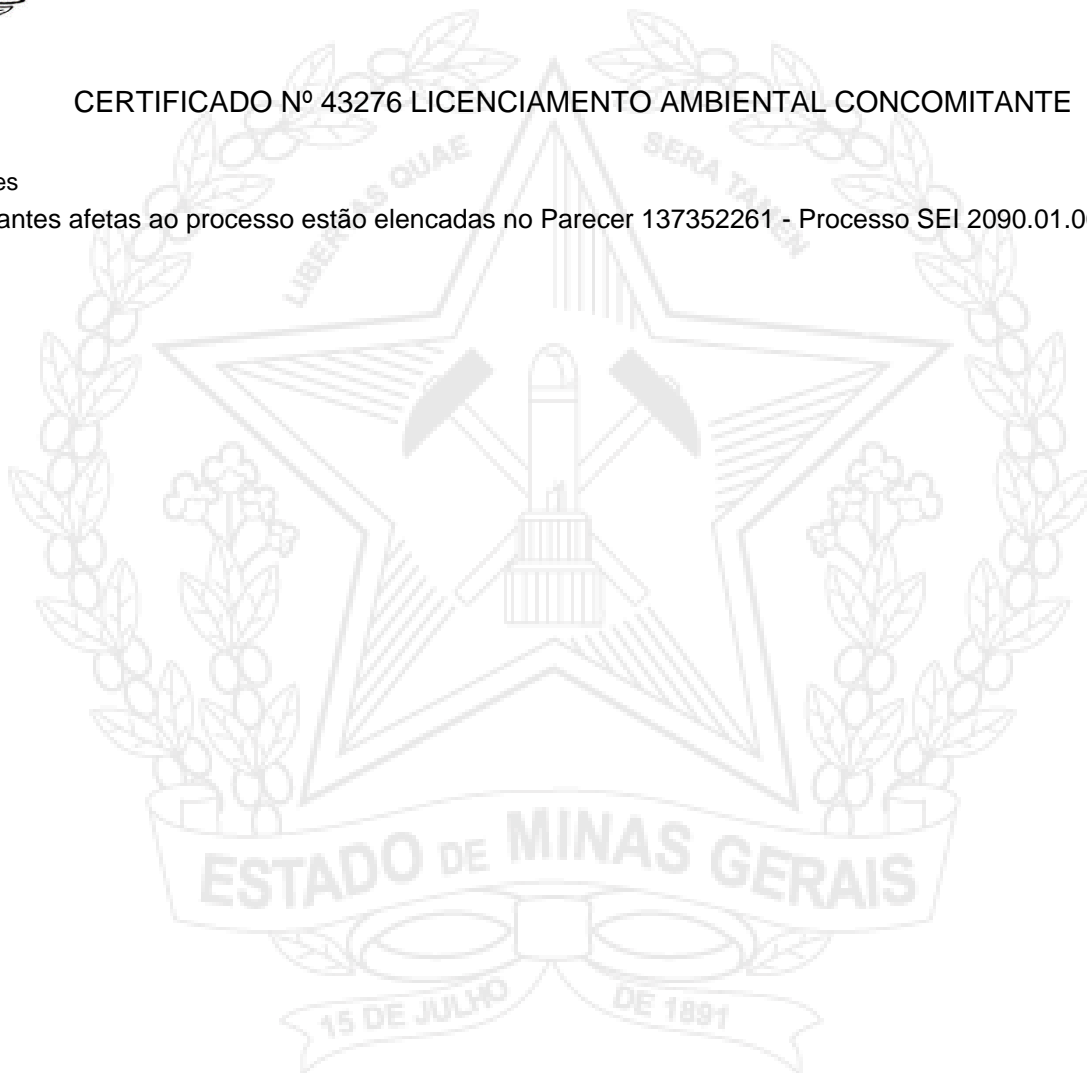 CERTIFICADO Nº 43276 LICENCIAMENTO AMBIENTAL CONCOMITANTE
es
antes afetas ao processo estão elencadas no Parecer 137352261 - Processo SEI 2090.01.0
LIBERTAS QUAE SERA TAMEN
ESTADO DE MINAS GERAIS
15 DE JULHO DE 1891